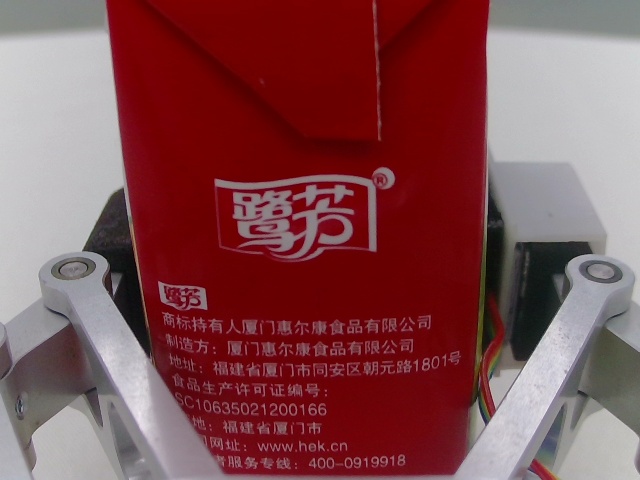 鹭芳®
鹭芳
商标持有人厦门惠尔康食品有限公司
制造方：厦门惠尔康食品有限公司
地址：福建省厦门市同安区朝元路1801号
食品生产许可证编号：
SC10635021200166
地：福建省厦门市
网址：www.hek.cn
服务专线：400-0919918